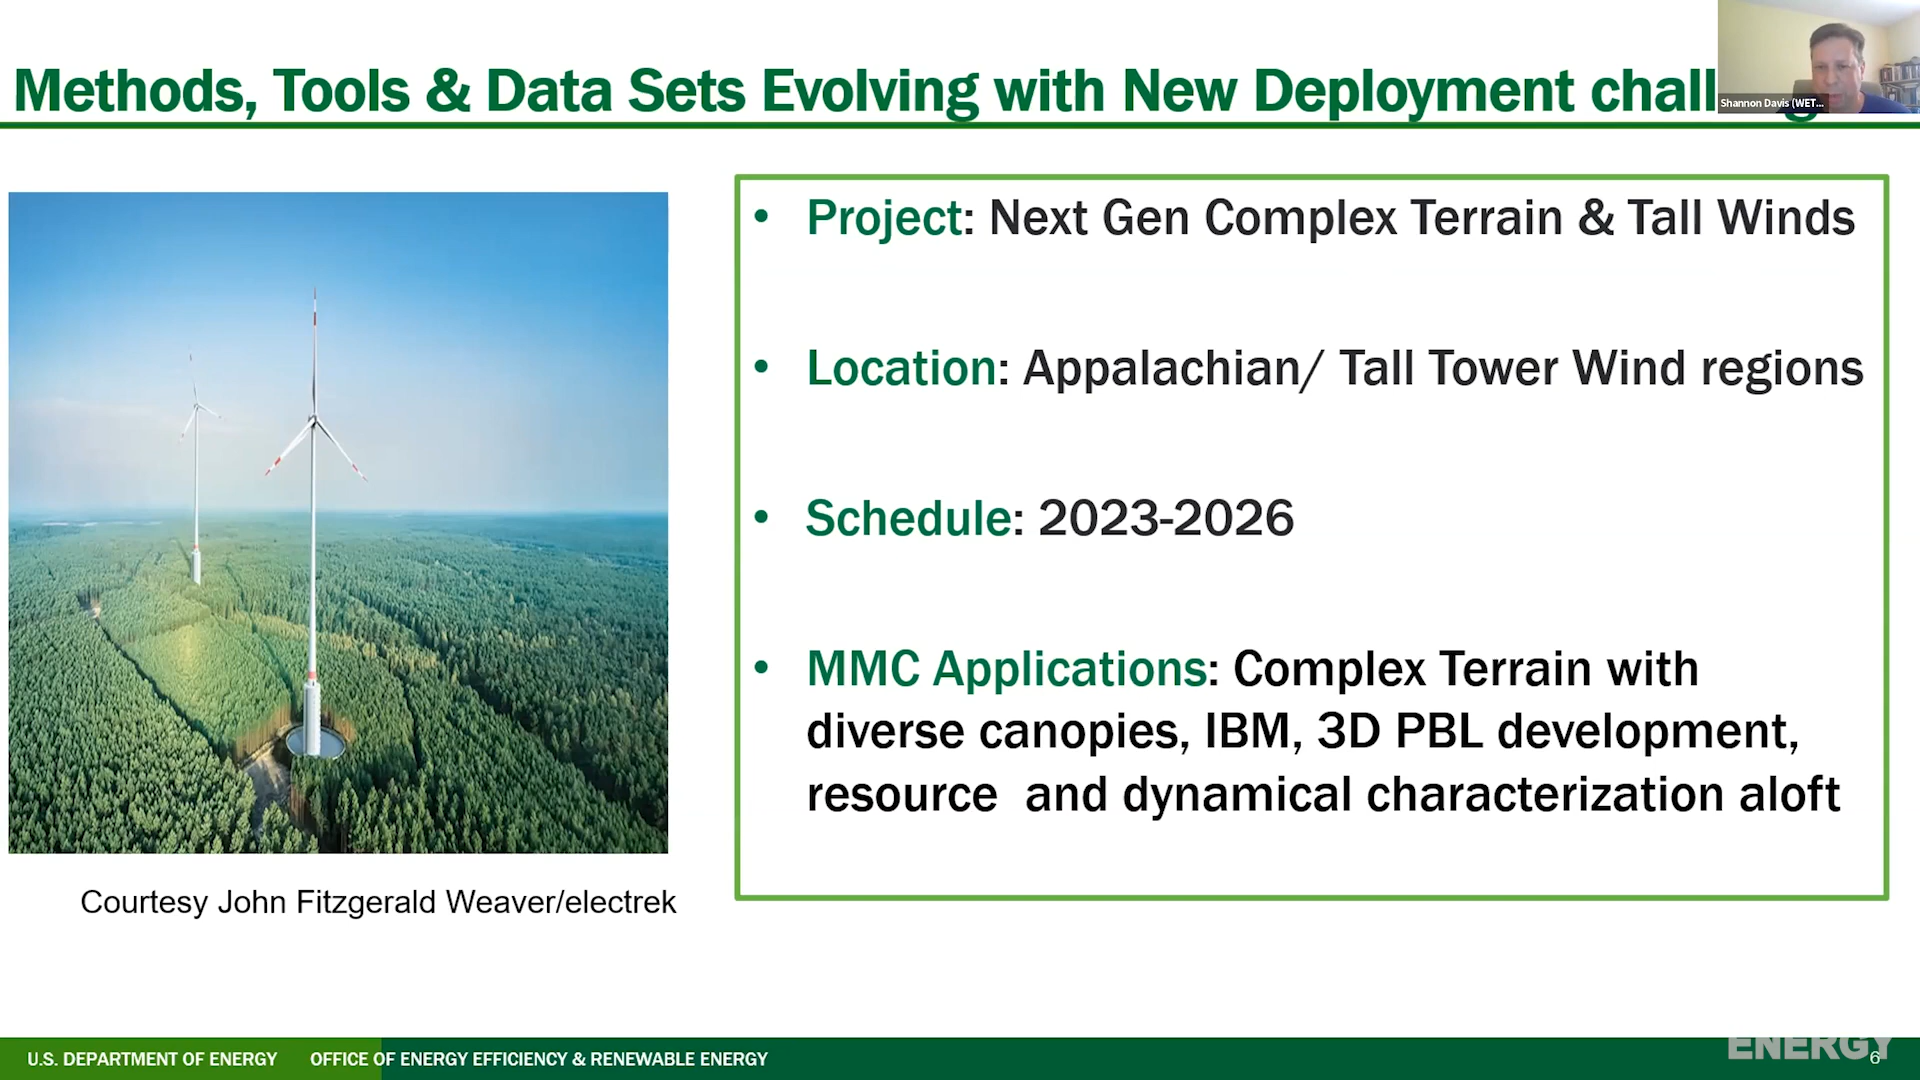 Methods, Tools & Data Sets Evolving with New Deployment chall
Shannon Davis (WET...
• Project: Next Gen Complex Terrain & Tall Winds
• Location: Appalachian/ Tall Tower Wind regions
• Schedule: 2023-2026
• MMC Applications: Complex Terrain with
diverse canopies, IBM, 3D PBL development,
resource and dynamical characterization aloft
Courtesy John Fitzgerald Weaver/electrek
U.S. DEPARTMENT OF ENERGY OFFICE OF ENERGY EFFICIENCY & RENEWABLE ENERGY
ENERGY
6